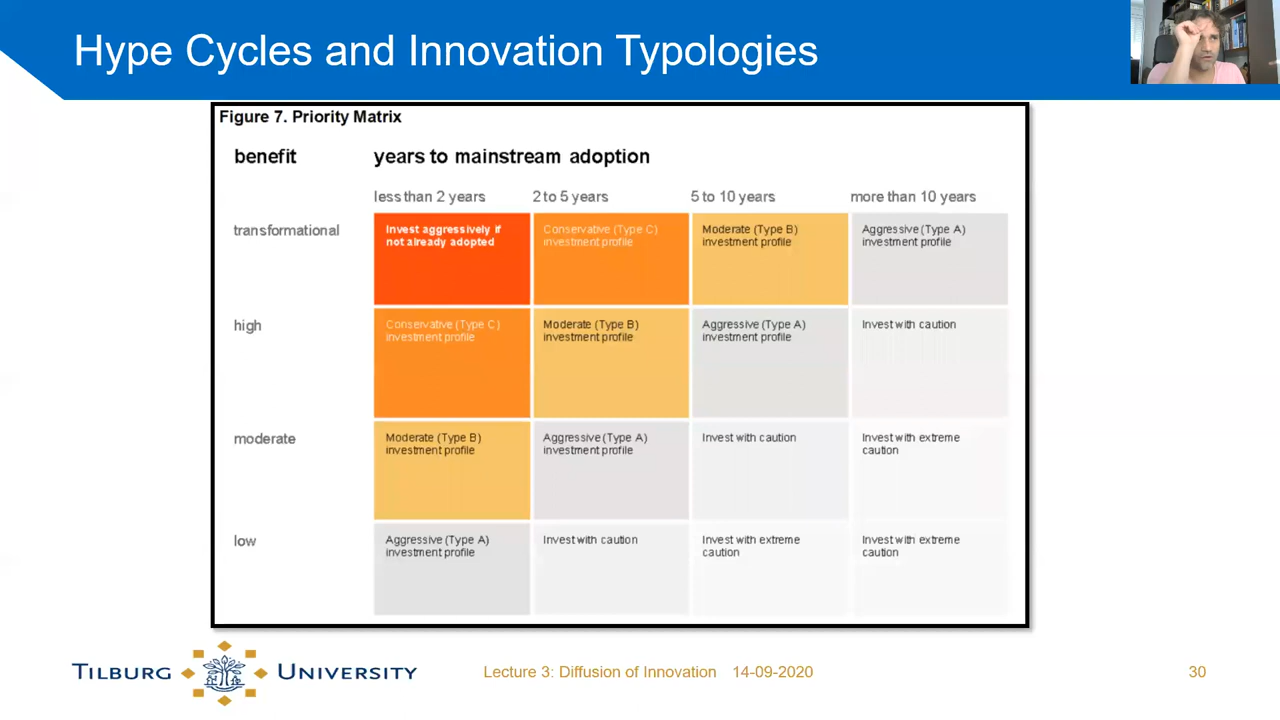 Hype Cycles and Innovation Typologies
Figure 7. Priority Matrix
benefit
years to mainstream adoption
less than 2 years
2 to 5 years
5 to 10 years
more than 10 years
transformational
Invest aggressively if
not already adopted
Conservative (Type C)
investment profile
Moderate (Type B)
investment profile
Aggressive (Type A)
investment profile
high
Conservative (Type C)
investment profile
Moderate (Type B)
investment profile
Aggressive (Type A)
investment profile
Invest with caution
moderate
Moderate (Type B)
investment profile
Aggressive (Type A)
investment profile
Invest with caution
Invest with extreme
caution
low
Aggressive (Type A)
investment profile
Invest with caution
Invest with extreme
caution
Invest with extreme
caution
TILBURG UNIVERSITY
Lecture 3: Diffusion of Innovation 14-09-2020
30